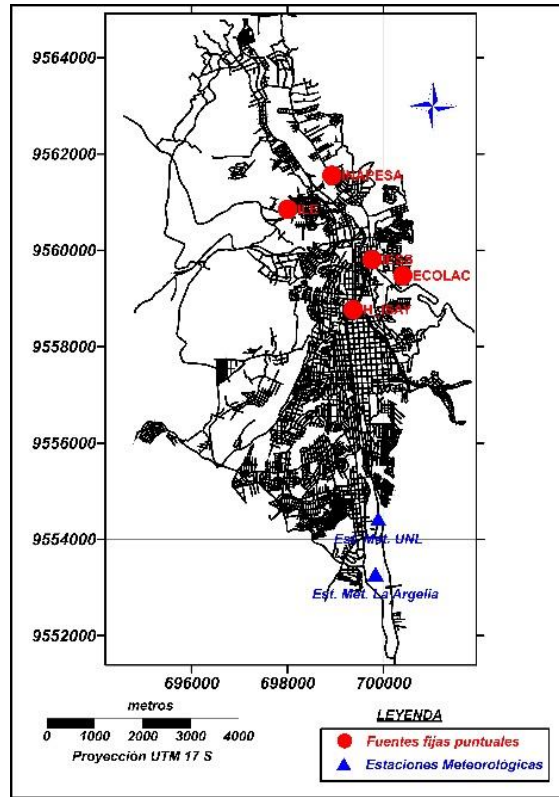 9564000
9562000
9560000
9558000
9556000
9554000
9552000
ECOLAC
Est. Met. UNL
Est. Met. La Argelia
696000
698000
700000
metros
0
1000
2000
3000
4000
Proyección UTM 17 S
LEYENDA
Fuentes fijas puntuales
Estaciones Meteorológicas